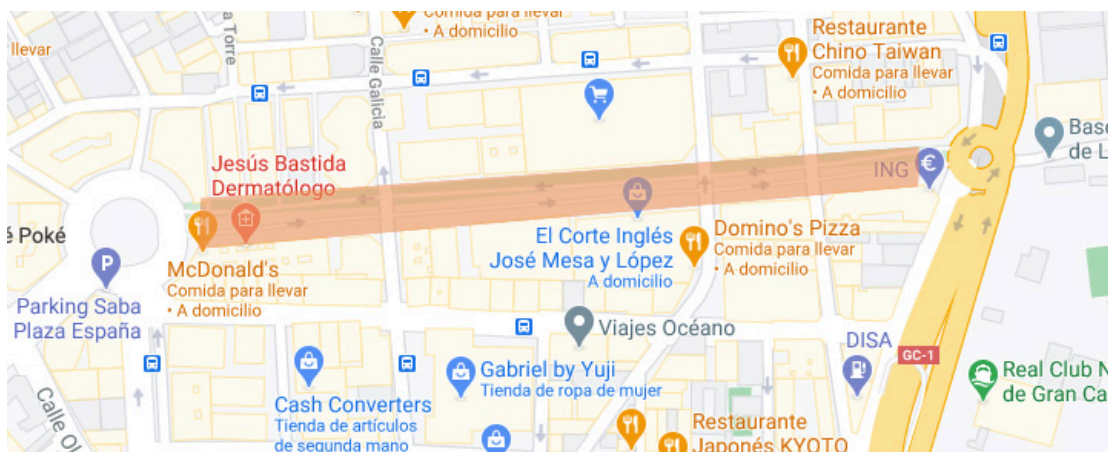 Comida para llevar
• A domicilio
a Torre
llevar
Calle Galicia
Restaurante
Chino Taiwan
Comida para llevar
• A domicilio
Base
de L
Jesús Bastida
Dermatólogo
ING
é Poké
El Corte Inglés
José Mesa y López
A domicilio
Domino's Pizza
Comida para llevar
• A domicilio
McDonald's
Comida para llevar
• A domicilio
P
Parking Saba
Plaza España
Viajes Océano
DISA
GC-1
Gabriel by Yuji
Tienda de ropa de mujer
Real Club N
de Gran Ca
Calle Ol
Cash Converters
Tienda de artículos
de segunda mano
Restaurante
Japonés KYOTO